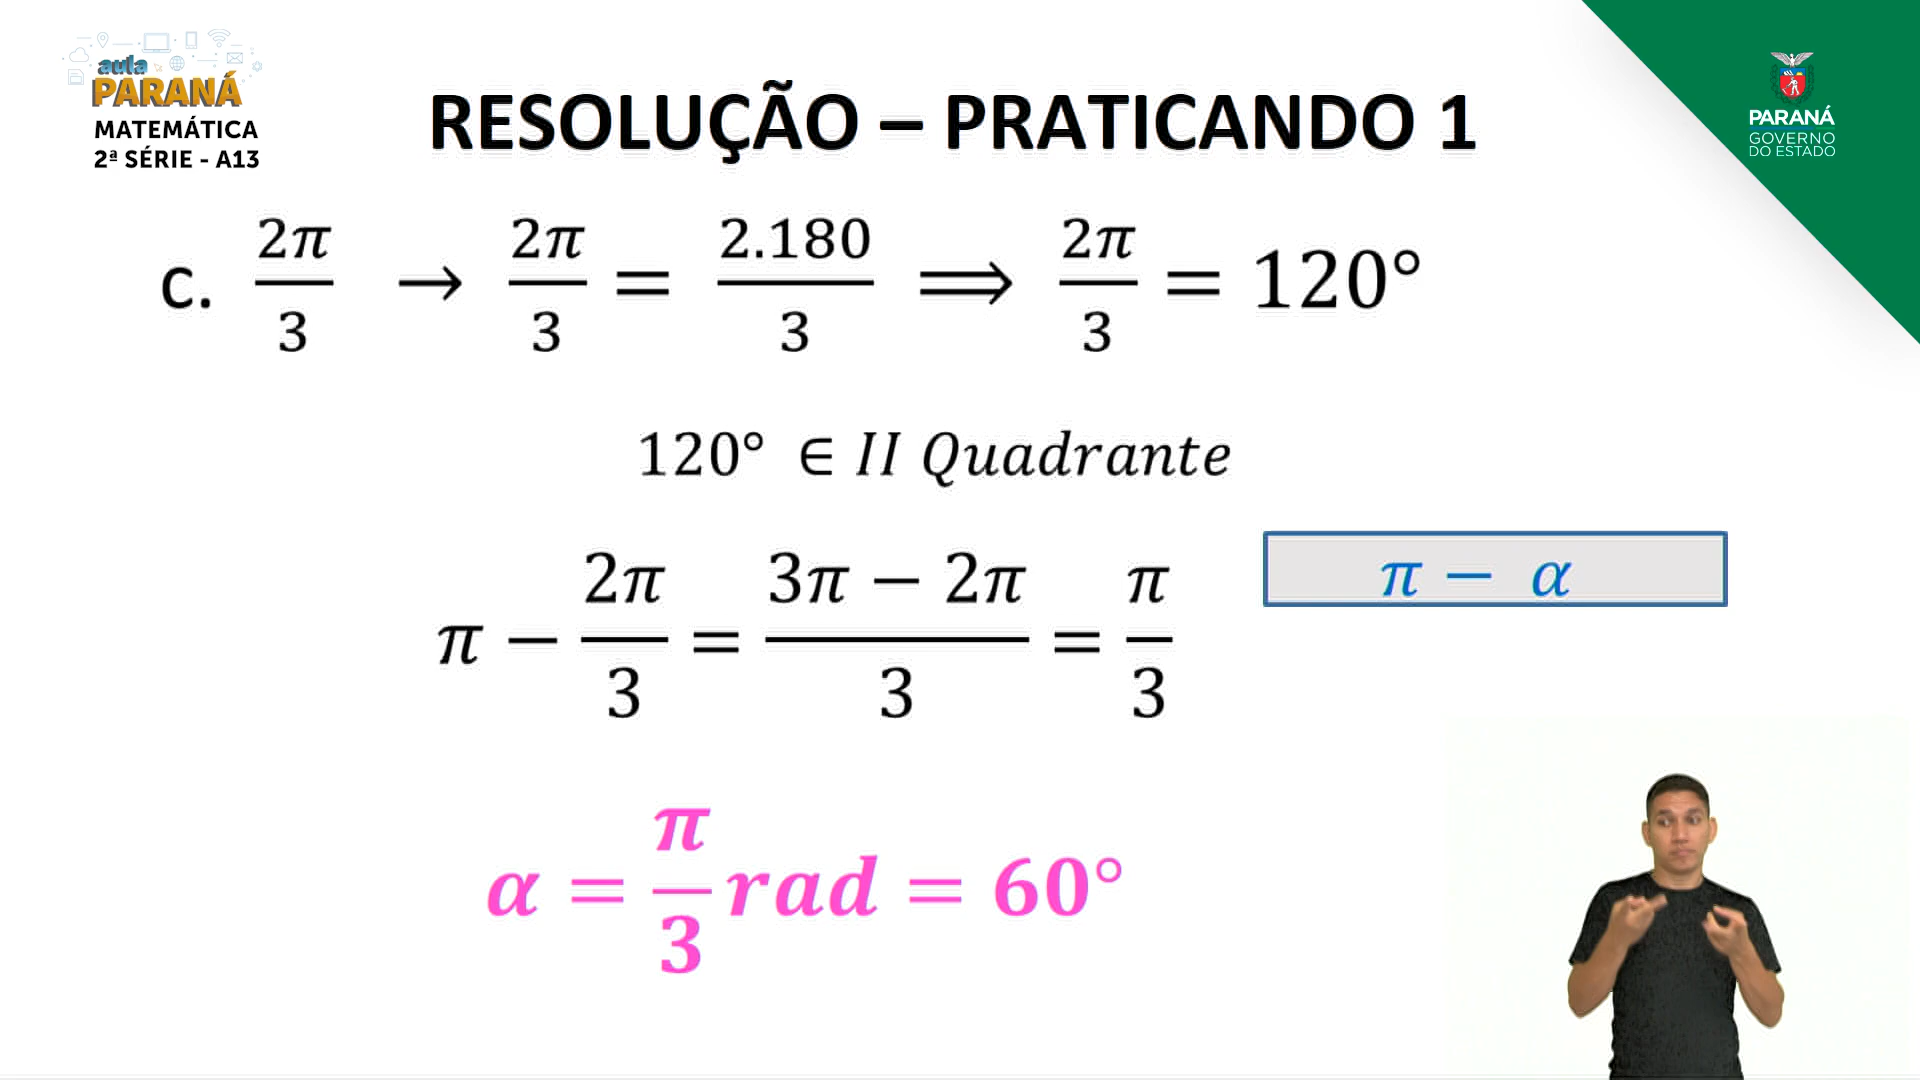 aula
PARANÁ
MATEMÁTICA
2ª SÉRIE - A13
RESOLUÇÃO – PRATICANDO 1
PARANÁ
GOVERNO
DO ESTADO
c. 2π/3 → 2π/3 = 2.180/3 ⟹ 2π/3 = 120°
120° ∈ II Quadrante
π − 2π/3 = (3π − 2π)/3 = π/3
π − α
α = π/3 rad = 60°